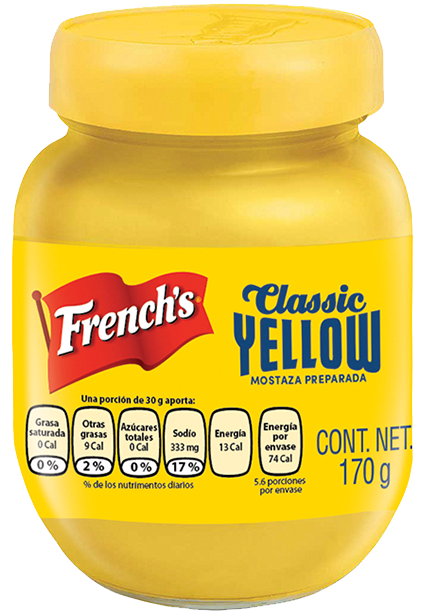 French's
Classic
YELLOW
MOSTAZA PREPARADA
Una porción de 30 g aporta:
Grasa saturada 0 Cal 0 %
Otras grasas 9 Cal 2 %
Azúcares totales 0 Cal 0 %
Sodio 333 mg 17 %
Energía 13 Cal
Energía por envase 74 Cal
% de los nutrimentos diarios
5.6 porciones
por envase
CONT. NET.
170 g